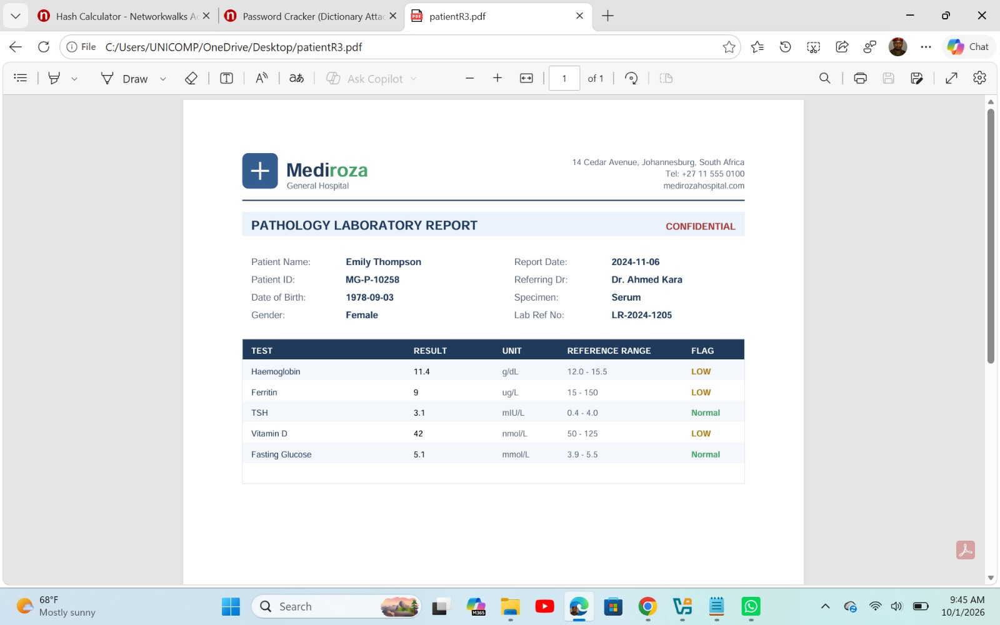 Hash Calculator - Networkwalks Ac
Password Cracker (Dictionary Attac
patientR3.pdf
File C:/Users/UNICOMP/OneDrive/Desktop/patientR3.pdf
Chat
Draw
Ask Copilot
1 of 1
Mediroza
General Hospital
14 Cedar Avenue, Johannesburg, South Africa
Tel: +27 11 555 0100
medirozahospital.com
PATHOLOGY LABORATORY REPORT CONFIDENTIAL
Patient Name: Emily Thompson Report Date: 2024-11-06
Patient ID: MG-P-10258 Referring Dr: Dr. Ahmed Kara
Date of Birth: 1978-09-03 Specimen: Serum
Gender: Female Lab Ref No: LR-2024-1205
TEST RESULT UNIT REFERENCE RANGE FLAG
Haemoglobin 11.4 g/dL 12.0 - 15.5 LOW
Ferritin 9 ug/L 15 - 150 LOW
TSH 3.1 mIU/L 0.4 - 4.0 Normal
Vitamin D 42 nmol/L 50 - 125 LOW
Fasting Glucose 5.1 mmol/L 3.9 - 5.5 Normal
68°F
Mostly sunny
Search
M365
9:45 AM
10/1/2026